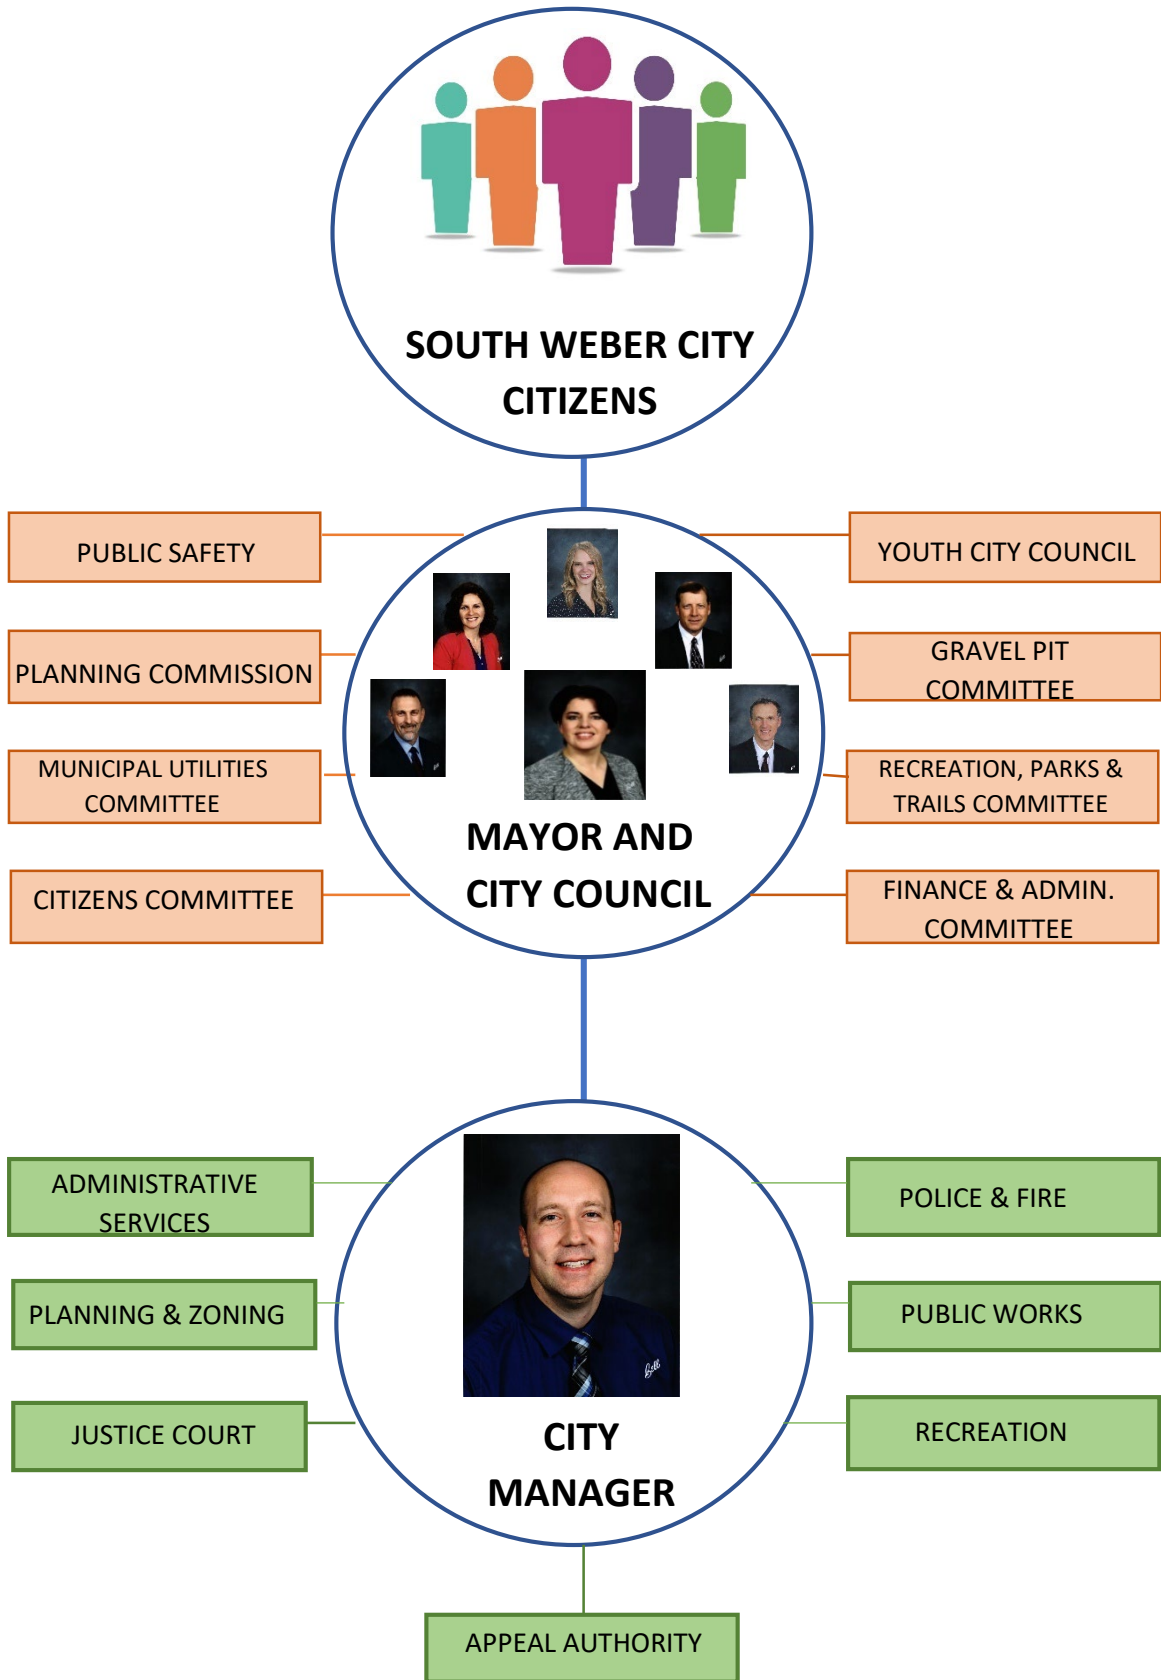 SOUTH WEBER CITY
CITIZENS
PUBLIC SAFETY
YOUTH CITY COUNCIL
PLANNING COMMISSION
GRAVEL PIT
COMMITTEE
MUNICIPAL UTILITIES
COMMITTEE
RECREATION, PARKS &
TRAILS COMMITTEE
MAYOR AND
CITY COUNCIL
CITIZENS COMMITTEE
FINANCE & ADMIN.
COMMITTEE
ADMINISTRATIVE
SERVICES
POLICE & FIRE
PLANNING & ZONING
PUBLIC WORKS
Bell
JUSTICE COURT
RECREATION
CITY
MANAGER
APPEAL AUTHORITY